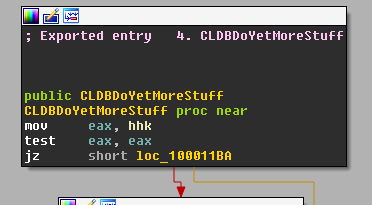 ; Exported entry   4. CLDBDoYetMoreStuff
public CLDBDoYetMoreStuff
CLDBDoYetMoreStuff proc near
mov     eax, hhk
test    eax, eax
jz      short loc_100011BA